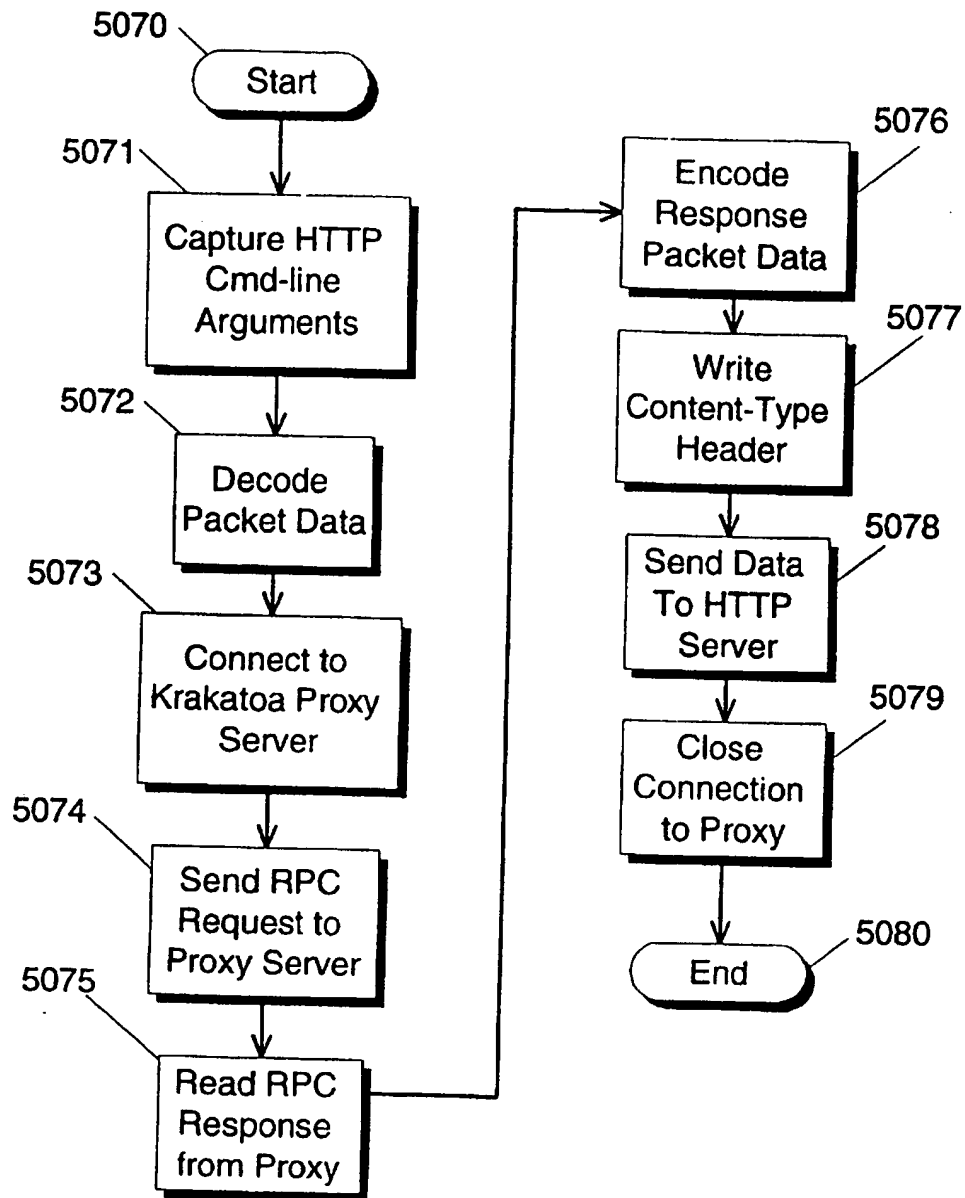 5070
Start
5071
Capture HTTP
Cmd-line
Arguments
5072
Decode
Packet Data
5073
Connect to
Krakatoa Proxy
Server
5074
Send RPC
Request to
Proxy Server
5075
Read RPC
Response
from Proxy
5076
Encode
Response
Packet Data
5077
Write
Content-Type
Header
5078
Send Data
To HTTP
Server
5079
Close
Connection
to Proxy
5080
End